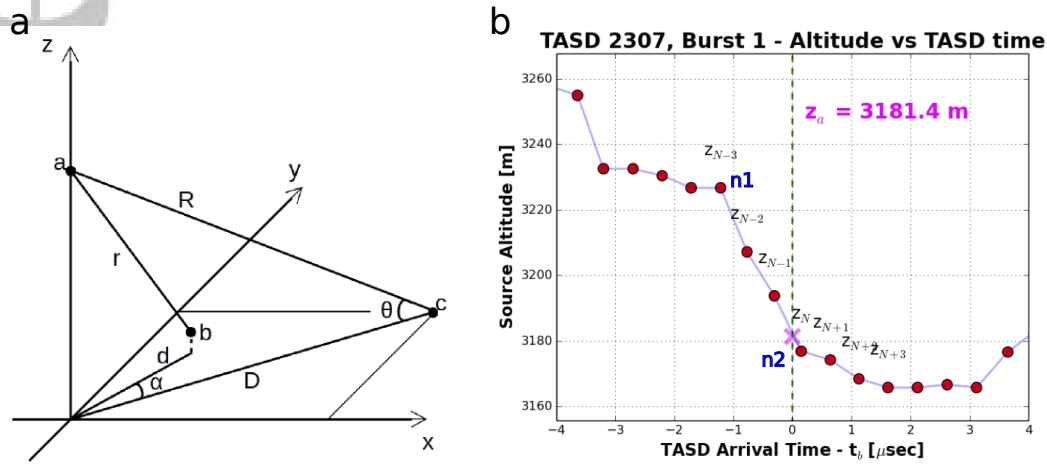 a
z
a
y
R
r
θ
c
b
d
α
D
x
b
TASD 2307, Burst 1 - Altitude vs TASD time
z_a = 3181.4 m
Source Altitude [m]
3260
3240
3220
3200
3180
3160
z_{N−3}
n1
z_{N−2}
z_{N−1}
z_N
z_{N+1}
z_{N+2}
z_{N+3}
n2
−4 −3 −2 −1 0 1 2 3 4
TASD Arrival Time - t_b [μsec]